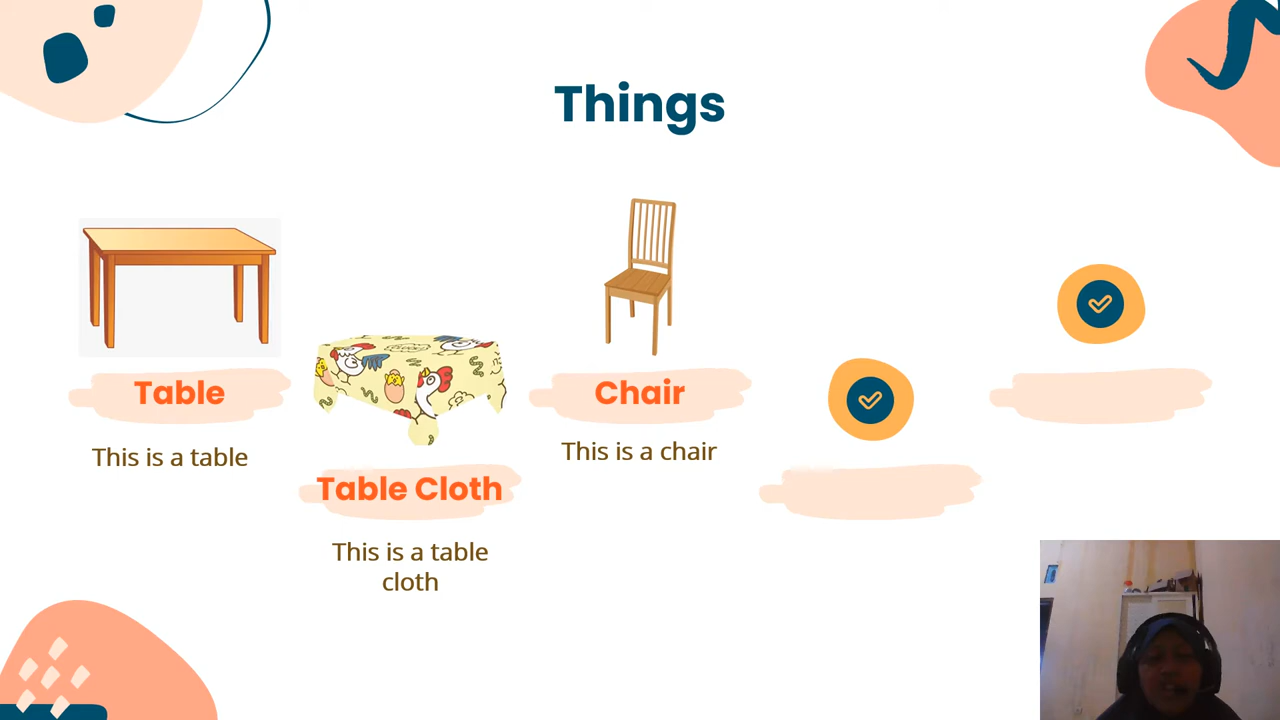 Things
Table
This is a table
Table Cloth
This is a table
cloth
Chair
This is a chair